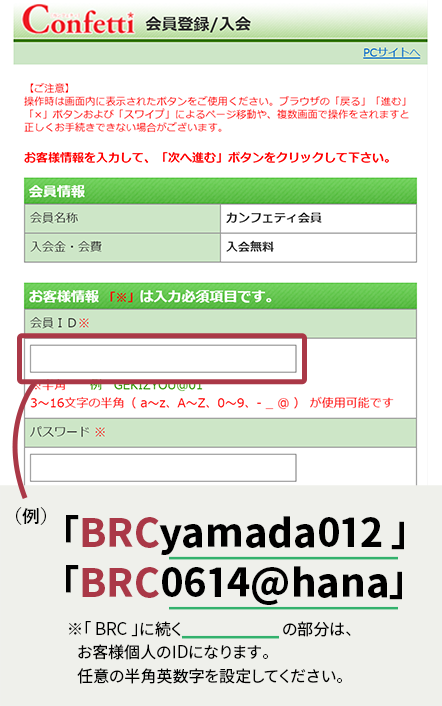 Confetti 会員登録/入会
PCサイトへ
【ご注意】
操作時は画面内に表示されたボタンをご使用ください。ブラウザの「戻る」「進む」
「×」ボタンおよび「スワイプ」によるページ移動や、複数画面で操作をされますと
正しくお手続きできない場合がございます。
お客様情報を入力して、「次へ進む」ボタンをクリックして下さい。
会員情報
会員名称 カンフェティ会員
入会金・会費 入会無料
お客様情報 「※」は入力必須項目です。
会員ＩＤ※
※半角 例 GEKIZYOU@01
3～16文字の半角（ a～z、A～Z、0～9、- _ @ ） が使用可能です
パスワード ※
（例）
「BRCyamada012 」
「BRC0614@hana」
※「 BRC 」に続く＿＿＿＿＿＿の部分は、
お客様個人のIDになります。
任意の半角英数字を設定してください。